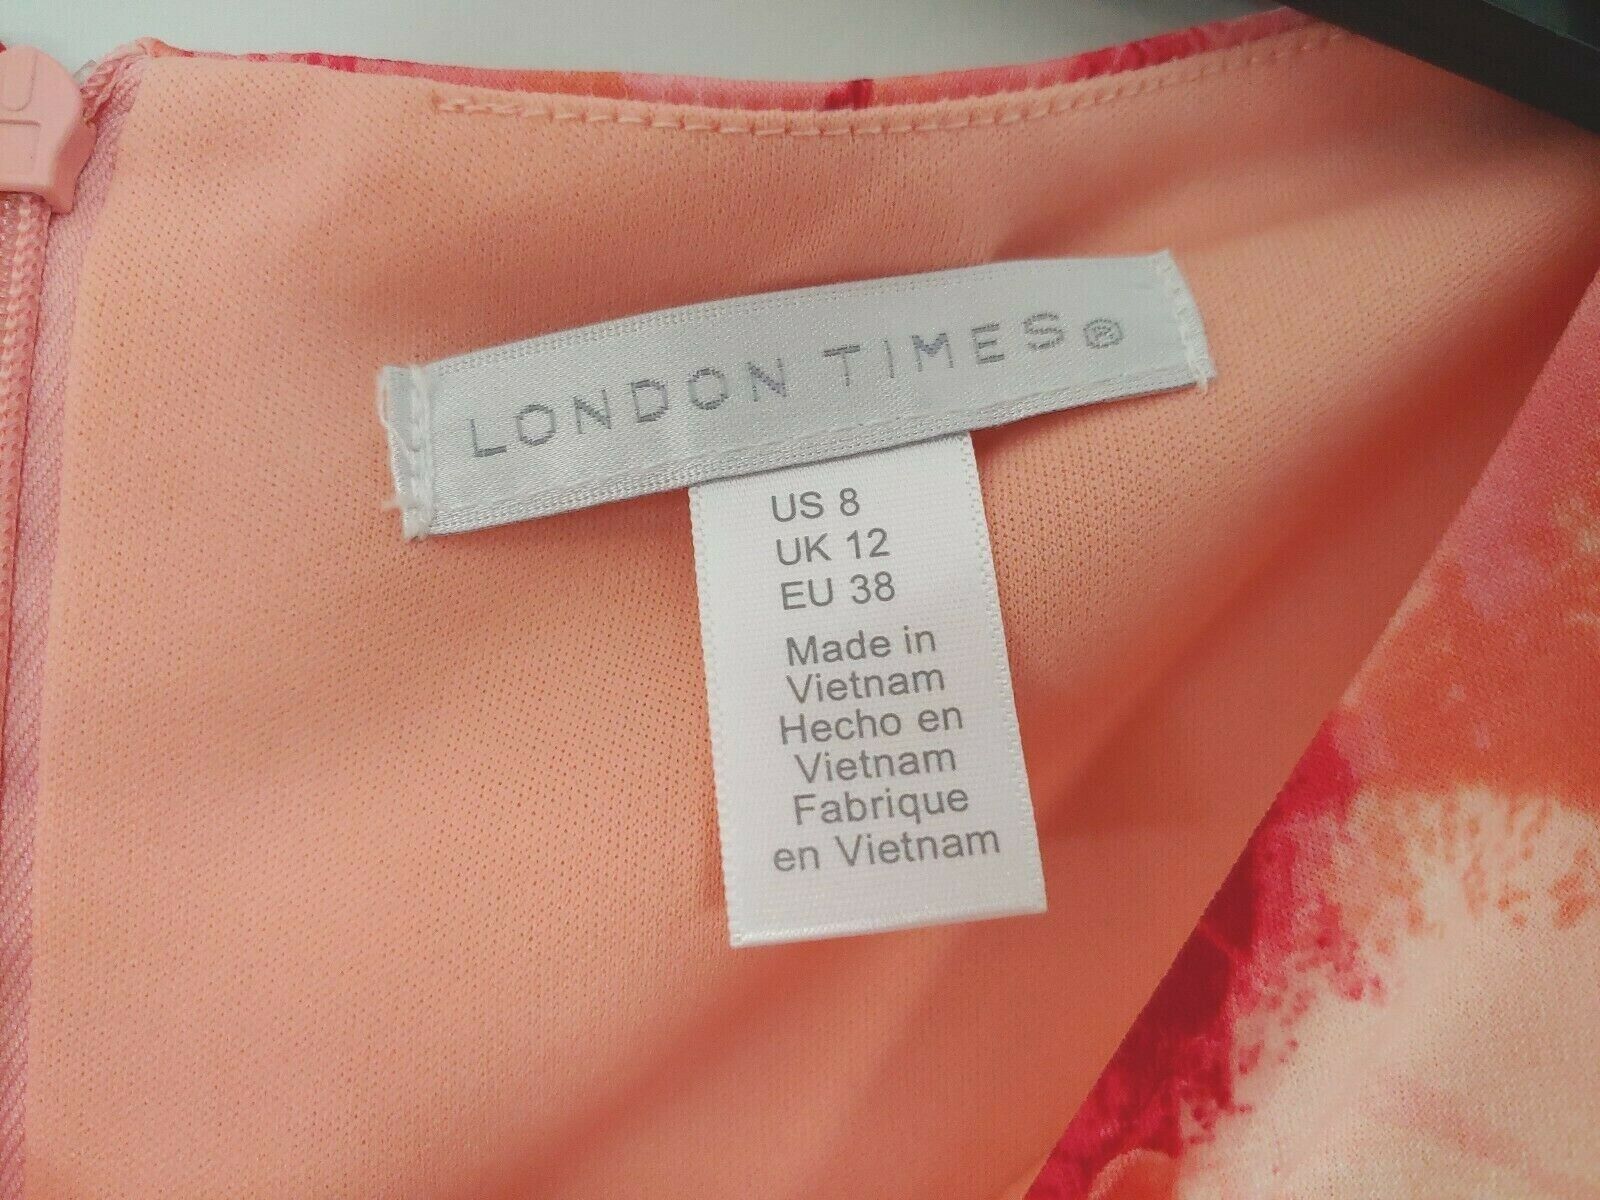 LONDON TIMES®
US 8
UK 12
EU 38
Made in
Vietnam
Hecho en
Vietnam
Fabrique
en Vietnam